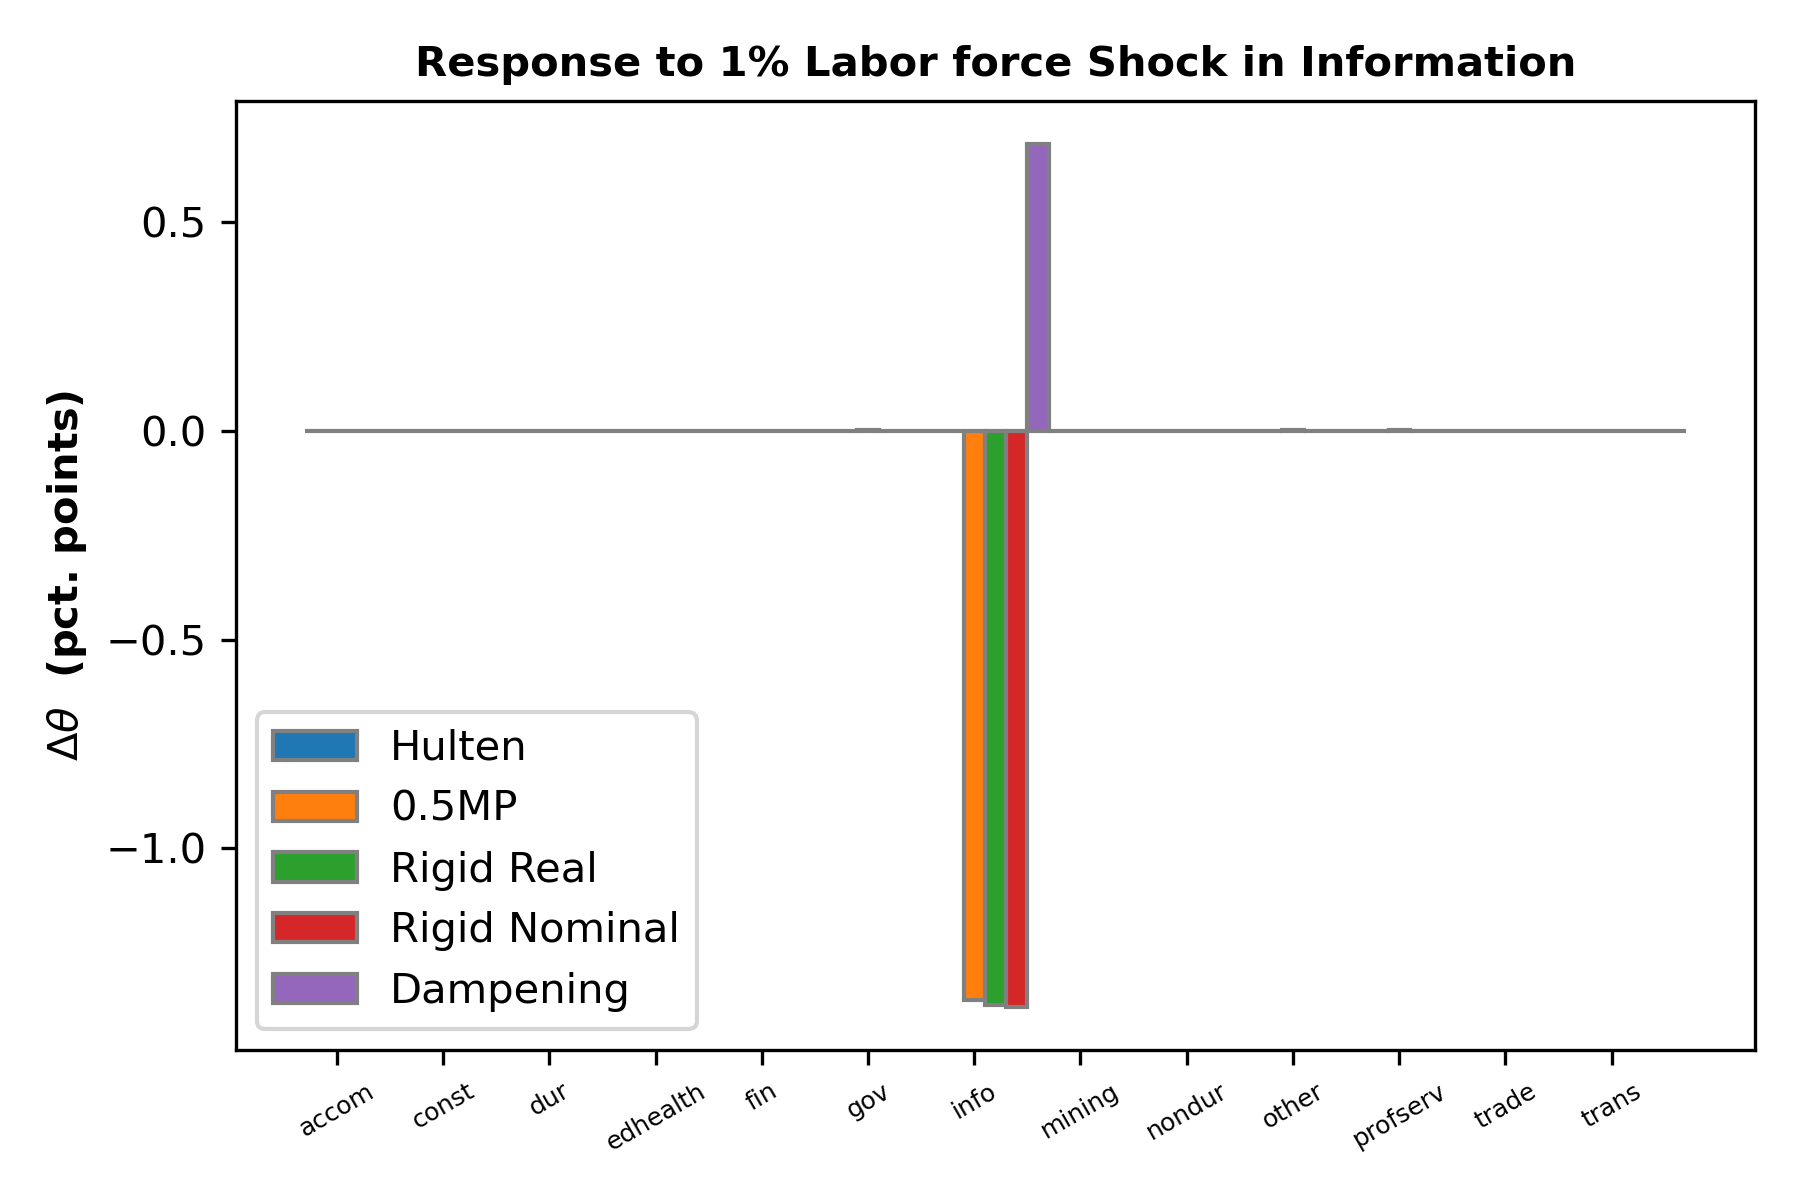 Response to 1% Labor force Shock in Information
Δθ (pct. points)
0.5
0.0
−0.5
−1.0
Hulten
0.5MP
Rigid Real
Rigid Nominal
Dampening
accom const dur edhealth fin gov info mining nondur other profserv trade trans